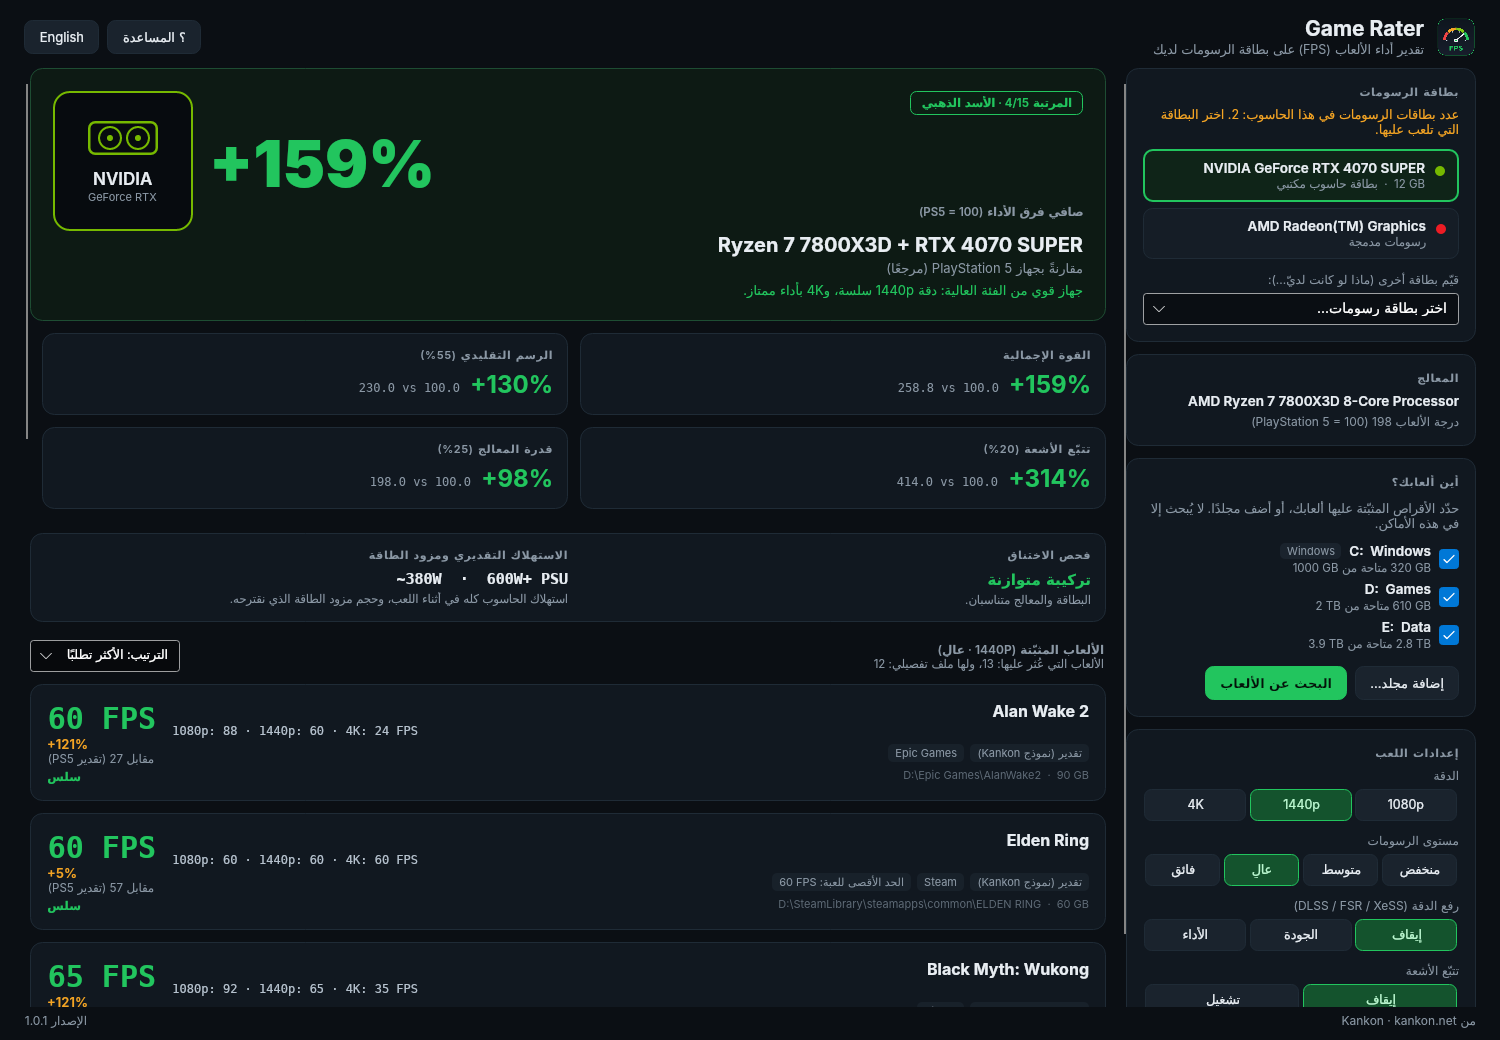 Game Rater
تقدير أداء الألعاب (FPS) على بطاقة الرسومات لديك
؟ المساعدة
English
FPS
بطاقة الرسومات
عدد بطاقات الرسومات في هذا الحاسوب: 2. اختر البطاقة
التي تلعب عليها.
NVIDIA GeForce RTX 4070 SUPER
12 GB · بطاقة حاسوب مكتبي
AMD Radeon(TM) Graphics
رسومات مدمجة
قيّم بطاقة أخرى (ماذا لو كانت لديّ...):
اختر بطاقة رسومات...
المعالج
AMD Ryzen 7 7800X3D 8-Core Processor
درجة الألعاب 198 (PlayStation 5 = 100)
أين ألعابك؟
حدّد الأقراص المثبّتة عليها ألعابك، أو أضف مجلدًا. لا يُبحث إلا
في هذه الأماكن.
C: Windows Windows
320 GB متاحة من 1000 GB
D: Games
610 GB متاحة من 2 TB
E: Data
2.8 TB متاحة من 3.9 TB
إضافة مجلد...
البحث عن الألعاب
إعدادات اللعب
الدقة
1080p 1440p 4K
مستوى الرسومات
منخفض متوسط عالٍ فائق
رفع الدقة (DLSS / FSR / XeSS)
إيقاف الجودة الأداء
تتبّع الأشعة
إيقاف تشغيل
المرتبة 4/15 · الأسد الذهبي
+159%
NVIDIA
GeForce RTX
صافي فرق الأداء (PS5 = 100)
Ryzen 7 7800X3D + RTX 4070 SUPER
مقارنةً بجهاز PlayStation 5 (مرجعًا)
جهاز قوي من الفئة العالية: دقة 1440p سلسة، و4K بأداء ممتاز.
القوة الإجمالية
+159% 258.8 vs 100.0
الرسم التقليدي (55%)
+130% 230.0 vs 100.0
تتبّع الأشعة (20%)
+314% 414.0 vs 100.0
قدرة المعالج (25%)
+98% 198.0 vs 100.0
فحص الاختناق
تركيبة متوازنة
البطاقة والمعالج متناسبان.
الاستهلاك التقديري ومزود الطاقة
~380W · 600W+ PSU
استهلاك الحاسوب كله في أثناء اللعب، وحجم مزود الطاقة الذي نقترحه.
الألعاب المثبّتة (1440P · عالٍ)
الألعاب التي عُثر عليها: 13، ولها ملف تفصيلي: 12
الترتيب: الأكثر تطلبًا
Alan Wake 2
تقدير (نموذج Kankon) Epic Games
D:\Epic Games\AlanWake2 · 90 GB
1080p: 88 · 1440p: 60 · 4K: 24 FPS
60 FPS
+121%
مقابل 27 (تقدير PS5)
سلس
Elden Ring
تقدير (نموذج Kankon) Steam الحد الأقصى للعبة: 60 FPS
D:\SteamLibrary\steamapps\common\ELDEN RING · 60 GB
1080p: 60 · 1440p: 60 · 4K: 60 FPS
60 FPS
+5%
مقابل 57 (تقدير PS5)
سلس
Black Myth: Wukong
1080p: 92 · 1440p: 65 · 4K: 35 FPS
65 FPS
+121%
من Kankon · kankon.net
الإصدار 1.0.1